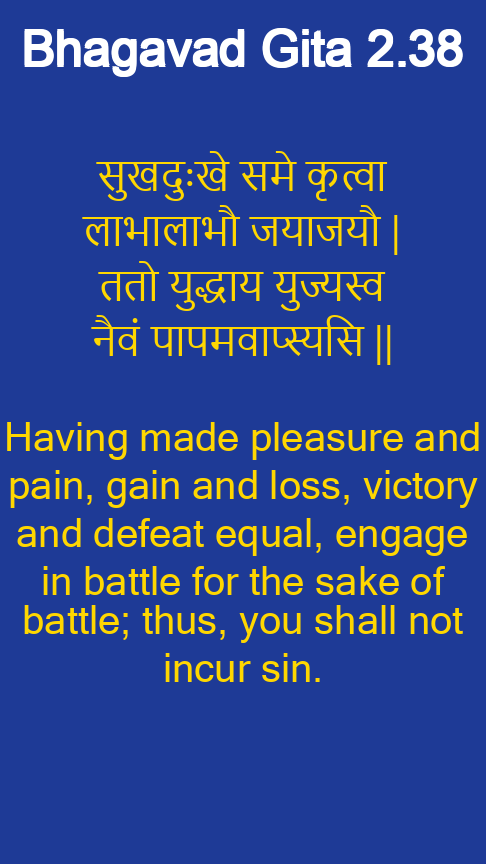 Bhagavad Gita 2.38
सुखदुःखे समे कृत्वा
लाभालाभौ जयाजयौ |
ततो युद्धाय युज्यस्व
नैवं पापमवाप्स्यसि ||
Having made pleasure and
pain, gain and loss, victory
and defeat equal, engage
in battle for the sake of
battle; thus, you shall not
incur sin.